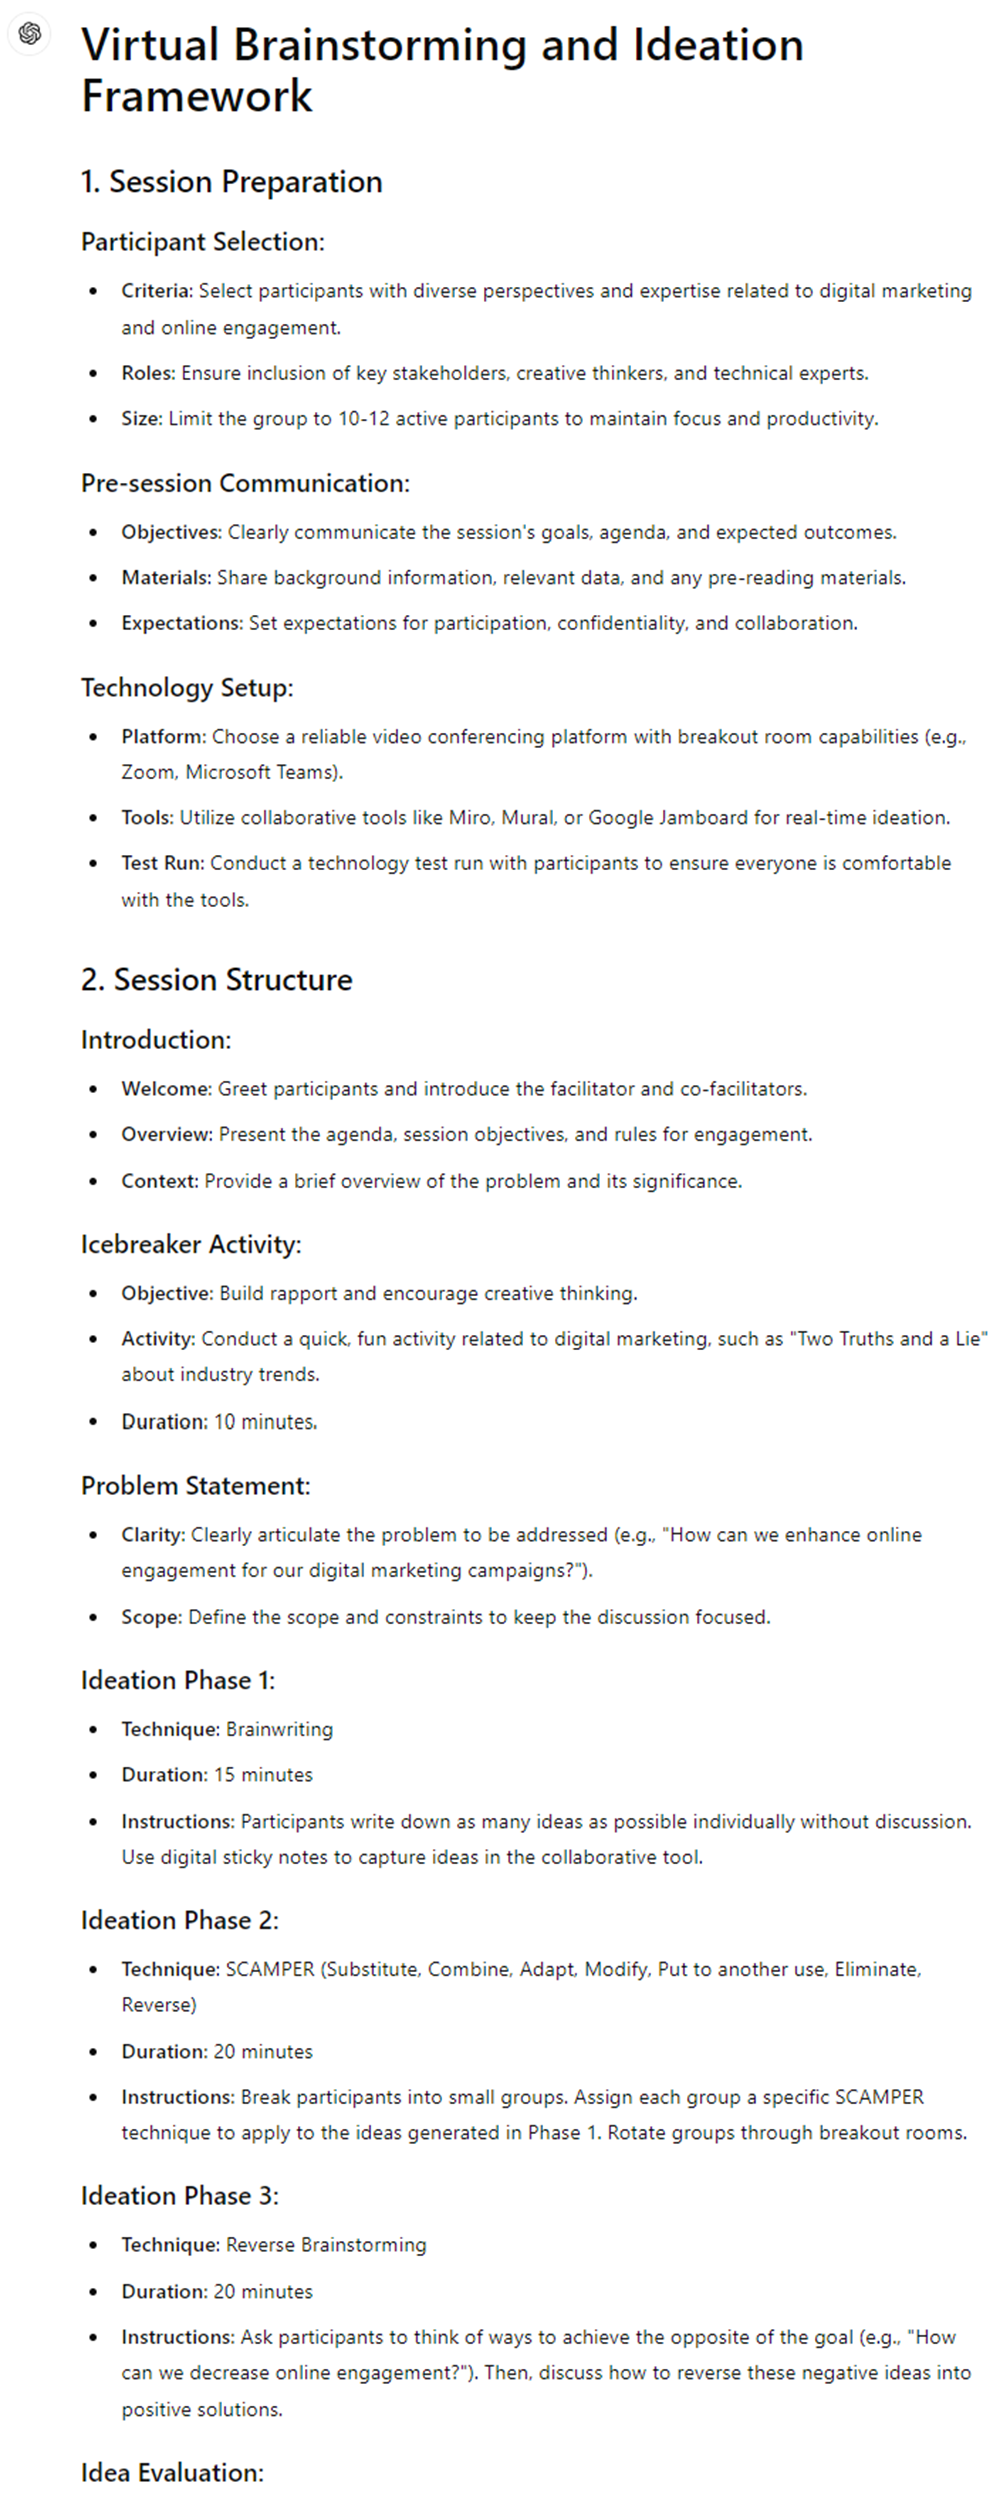 Virtual Brainstorming and Ideation
Framework
1. Session Preparation
Participant Selection:
• Criteria: Select participants with diverse perspectives and expertise related to digital marketing
and online engagement.
• Roles: Ensure inclusion of key stakeholders, creative thinkers, and technical experts.
• Size: Limit the group to 10-12 active participants to maintain focus and productivity.
Pre-session Communication:
• Objectives: Clearly communicate the session's goals, agenda, and expected outcomes.
• Materials: Share background information, relevant data, and any pre-reading materials.
• Expectations: Set expectations for participation, confidentiality, and collaboration.
Technology Setup:
• Platform: Choose a reliable video conferencing platform with breakout room capabilities (e.g.,
Zoom, Microsoft Teams).
• Tools: Utilize collaborative tools like Miro, Mural, or Google Jamboard for real-time ideation.
• Test Run: Conduct a technology test run with participants to ensure everyone is comfortable
with the tools.
2. Session Structure
Introduction:
• Welcome: Greet participants and introduce the facilitator and co-facilitators.
• Overview: Present the agenda, session objectives, and rules for engagement.
• Context: Provide a brief overview of the problem and its significance.
Icebreaker Activity:
• Objective: Build rapport and encourage creative thinking.
• Activity: Conduct a quick, fun activity related to digital marketing, such as "Two Truths and a Lie"
about industry trends.
• Duration: 10 minutes.
Problem Statement:
• Clarity: Clearly articulate the problem to be addressed (e.g., "How can we enhance online
engagement for our digital marketing campaigns?").
• Scope: Define the scope and constraints to keep the discussion focused.
Ideation Phase 1:
• Technique: Brainwriting
• Duration: 15 minutes
• Instructions: Participants write down as many ideas as possible individually without discussion.
Use digital sticky notes to capture ideas in the collaborative tool.
Ideation Phase 2:
• Technique: SCAMPER (Substitute, Combine, Adapt, Modify, Put to another use, Eliminate,
Reverse)
• Duration: 20 minutes
• Instructions: Break participants into small groups. Assign each group a specific SCAMPER
technique to apply to the ideas generated in Phase 1. Rotate groups through breakout rooms.
Ideation Phase 3:
• Technique: Reverse Brainstorming
• Duration: 20 minutes
• Instructions: Ask participants to think of ways to achieve the opposite of the goal (e.g., "How
can we decrease online engagement?"). Then, discuss how to reverse these negative ideas into
positive solutions.
Idea Evaluation: